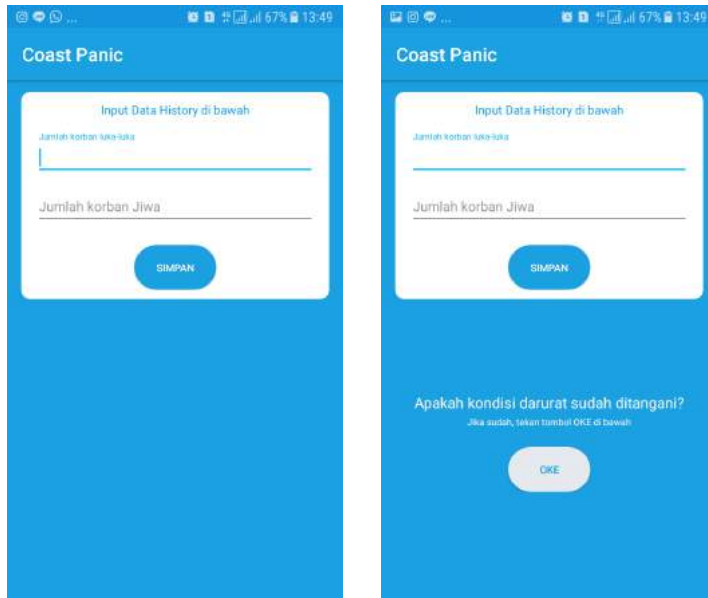 67% 13:49
Coast Panic
Input Data History di bawah
Jumlah korban luka-luka
Jumlah korban Jiwa
SIMPAN
67% 13:49
Coast Panic
Input Data History di bawah
Jumlah korban luka-luka
Jumlah korban Jiwa
SIMPAN
Apakah kondisi darurat sudah ditangani?
Jika sudah, tekan tombol OKE di bawah
OKE